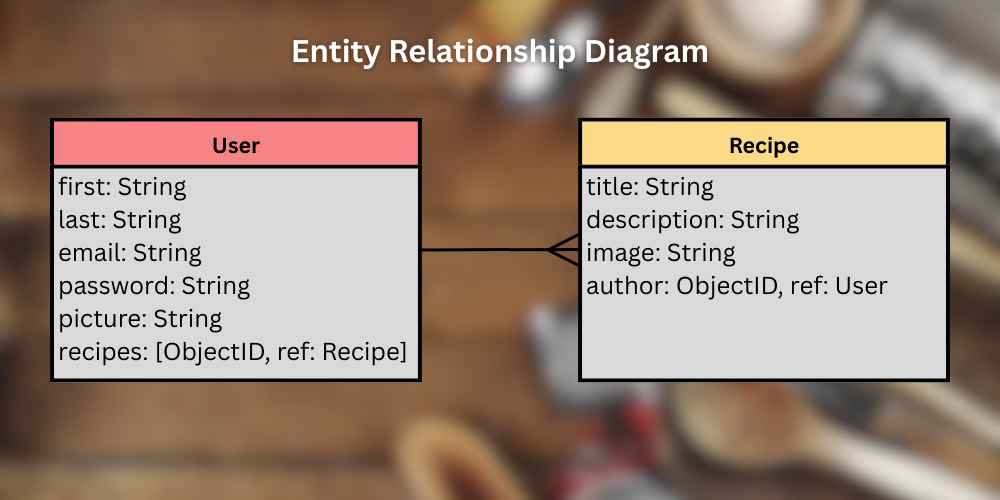 Entity Relationship Diagram
User
first: String
last: String
email: String
password: String
picture: String
recipes: [ObjectID, ref: Recipe]
Recipe
title: String
description: String
image: String
author: ObjectID, ref: User